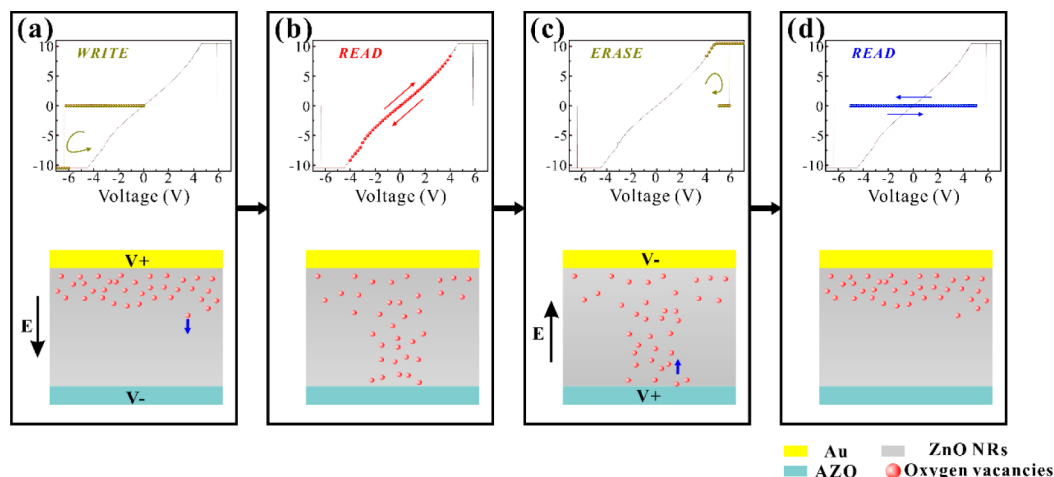 (a)
WRITE
10
5
0
-5
-10
-6 -4 -2 0 2 4 6
Voltage (V)
V+
E
V-
(b)
READ
10
5
0
-5
-10
-6 -4 -2 0 2 4 6
Voltage (V)
(c)
ERASE
10
5
0
-5
-10
-6 -4 -2 0 2 4 6
Voltage (V)
V-
E
V+
(d)
READ
10
5
0
-5
-10
-6 -4 -2 0 2 4 6
Voltage (V)
Au ZnO NRs
AZO Oxygen vacancies